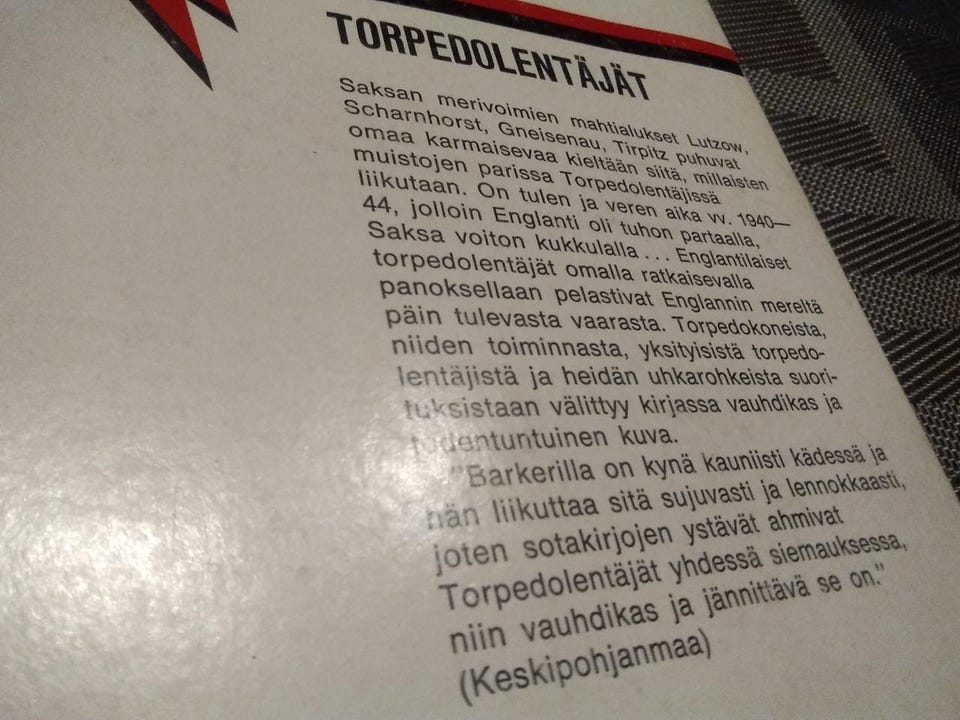 TORPEDOLENTÄJÄT
Saksan merivoimien mahtialukset Lutzow,
Scharnhorst, Gneisenau, Tirpitz puhuvat
omaa karmaisevaa kieltään siitä, millaisten
muistojen parissa Torpedolentäjissä
liikutaan. On tulen ja veren aika vv. 1940—
44, jolloin Englanti oli tuhon partaalla,
Saksa voiton kukkulalla . . . Englantilaiset
torpedolentäjät omalla ratkaisevalla
panoksellaan pelastivat Englannin mereltä
päin tulevasta vaarasta. Torpedokoneista,
niiden toiminnasta, yksityisistä torpedo-
lentäjistä ja heidän uhkarohkeista suori-
tuksistaan välittyy kirjassa vauhdikas ja
todentuntuinen kuva.
"Barkerilla on kynä kauniisti kädessä ja
hän liikuttaa sitä sujuvasti ja lennokkaasti,
joten sotakirjojen ystävät ahmivat
Torpedolentäjät yhdessä siemauksessa,
niin vauhdikas ja jännittävä se on."
(Keskipohjanmaa)